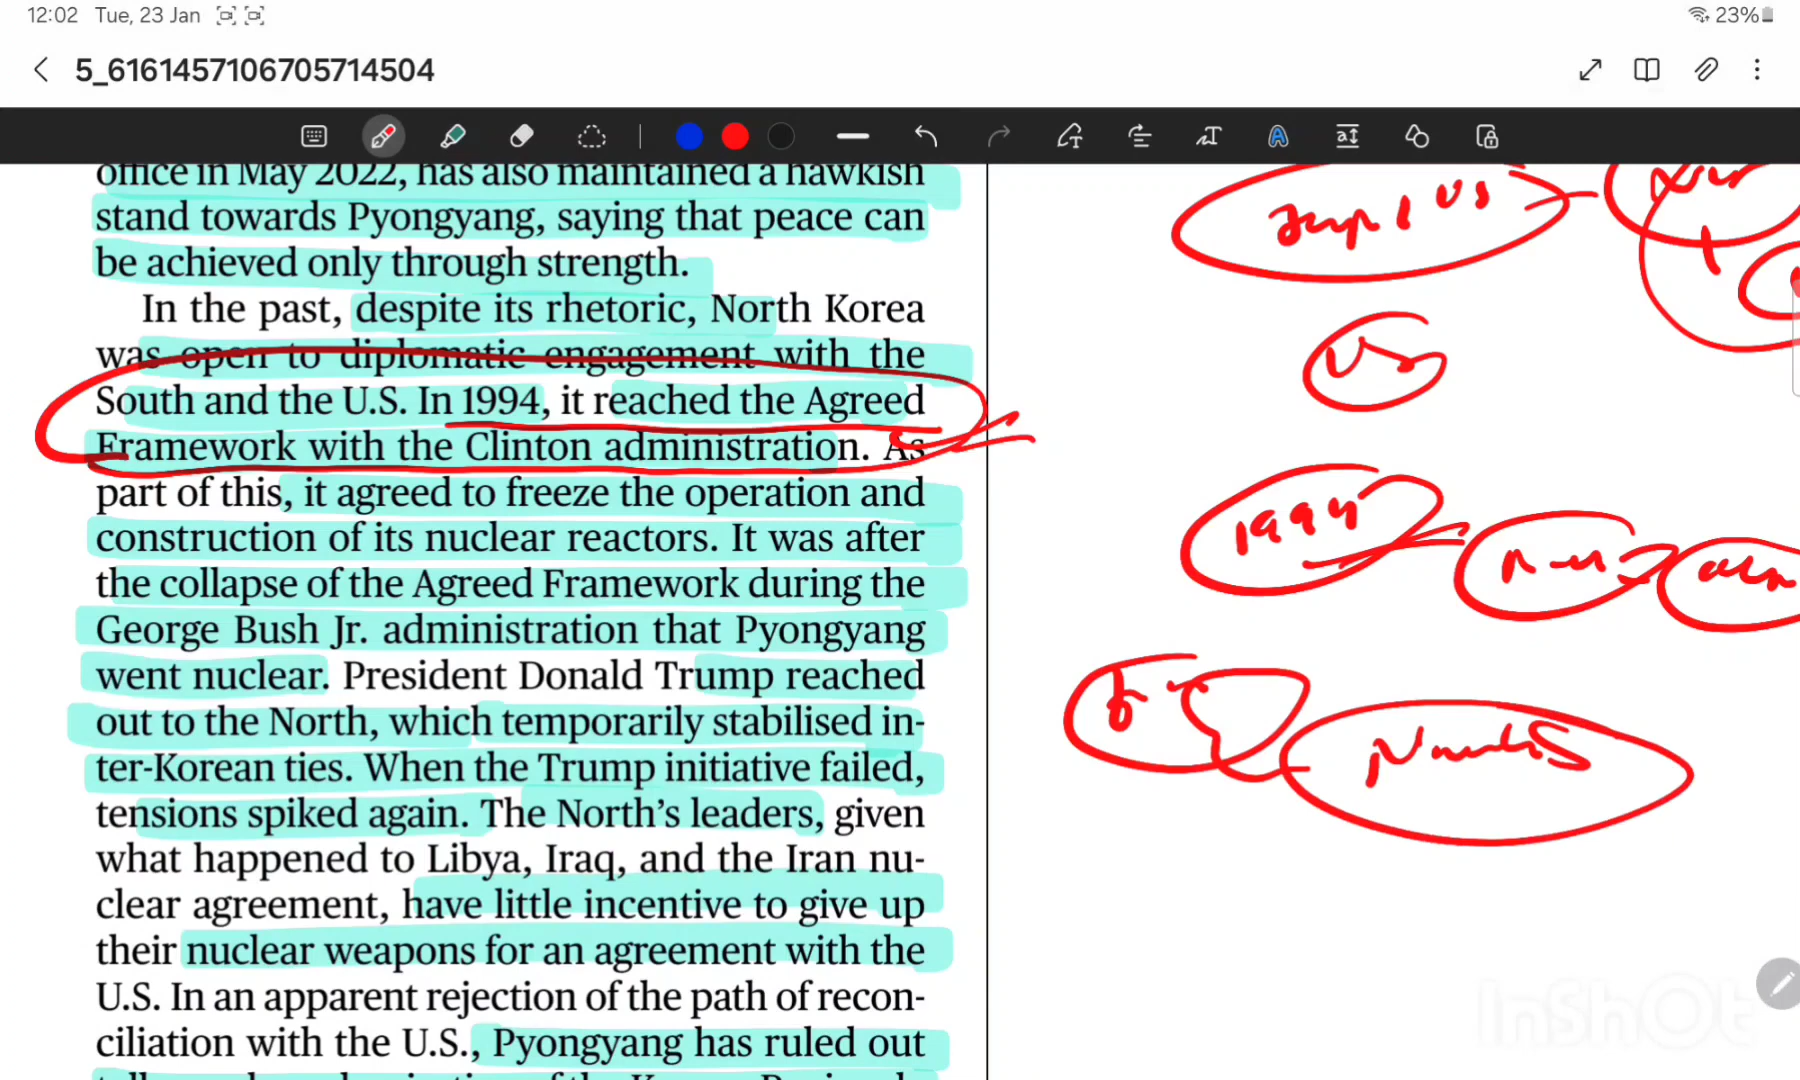 12:02 Tue, 23 Jan
23%
5_6161457106705714504
office in May 2022, has also maintained a hawkish
stand towards Pyongyang, saying that peace can
be achieved only through strength.
In the past, despite its rhetoric, North Korea
was open to diplomatic engagement with the
South and the U.S. In 1994, it reached the Agreed
Framework with the Clinton administration. As
part of this, it agreed to freeze the operation and
construction of its nuclear reactors. It was after
the collapse of the Agreed Framework during the
George Bush Jr. administration that Pyongyang
went nuclear. President Donald Trump reached
out to the North, which temporarily stabilised in-
ter-Korean ties. When the Trump initiative failed,
tensions spiked again. The North's leaders, given
what happened to Libya, Iraq, and the Iran nu-
clear agreement, have little incentive to give up
their nuclear weapons for an agreement with the
U.S. In an apparent rejection of the path of recon-
ciliation with the U.S., Pyongyang has ruled out
US
US
1994
InShOt